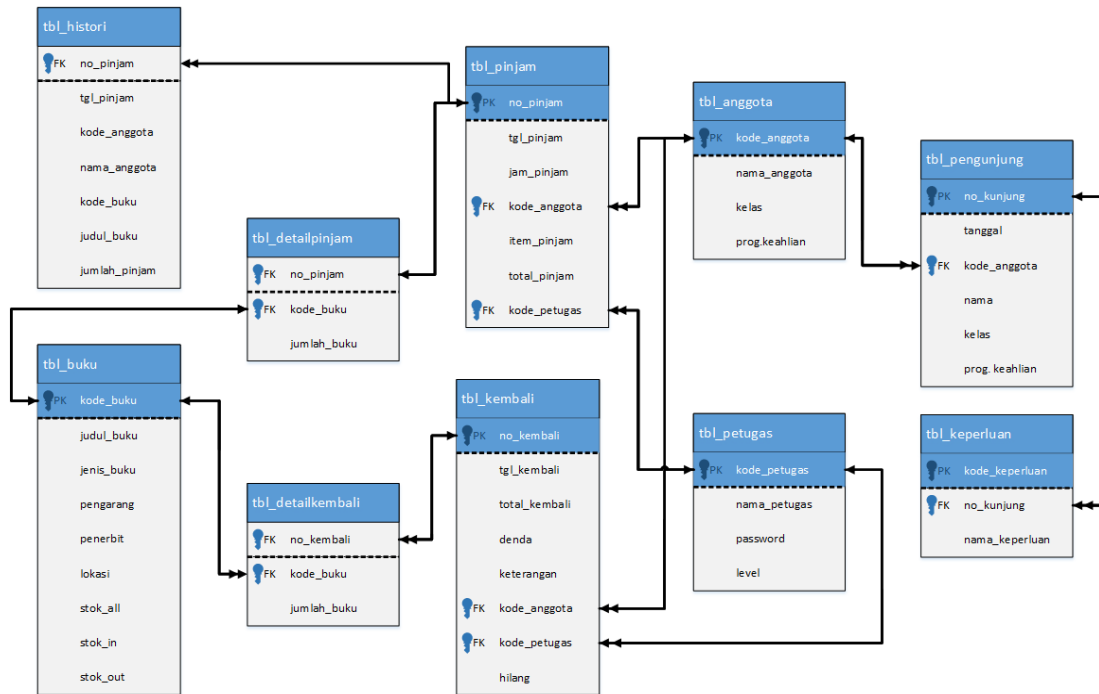 tbl_histori
FK no_pinjam
tgl_pinjam
kode_anggota
nama_anggota
kode_buku
judul_buku
jumlah_pinjam
tbl_pinjam
PK no_pinjam
tgl_pinjam
jam_pinjam
FK kode_anggota
item_pinjam
total_pinjam
FK kode_petugas
tbl_anggota
PK kode_anggota
nama_anggota
kelas
prog.keahlian
tbl_pengunjung
PK no_kunjung
tanggal
FK kode_anggota
nama
kelas
prog. keahlian
tbl_detailpinjam
FK no_pinjam
FK kode_buku
jumlah_buku
tbl_buku
PK kode_buku
judul_buku
jenis_buku
pengarang
penerbit
lokasi
stok_all
stok_in
stok_out
tbl_detailkembali
FK no_kembali
FK kode_buku
jumlah_buku
tbl_kembali
PK no_kembali
tgl_kembali
total_kembali
denda
keterangan
FK kode_anggota
FK kode_petugas
hilang
tbl_petugas
PK kode_petugas
nama_petugas
password
level
tbl_keperluan
PK kode_keperluan
FK no_kunjung
nama_keperluan